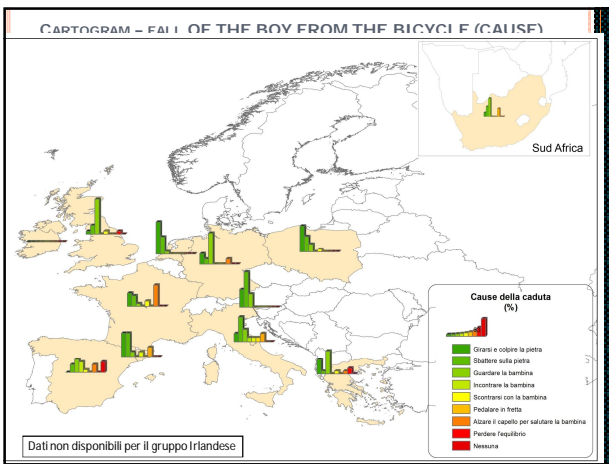 CARTOGRAM – FALL OF THE BOY FROM THE BICYCLE (CAUSE)
Sud Africa
Cause della caduta
(%)
Girarsi e colpire la pietra
Sbattere sulla pietra
Guardare la bambina
Incontrare la bambina
Scontrarsi con la bambina
Pedalare in fretta
Alzare il capello per salutare la bambina
Perdere l'equilibrio
Nessuna
Dati non disponibili per il gruppo Irlandese